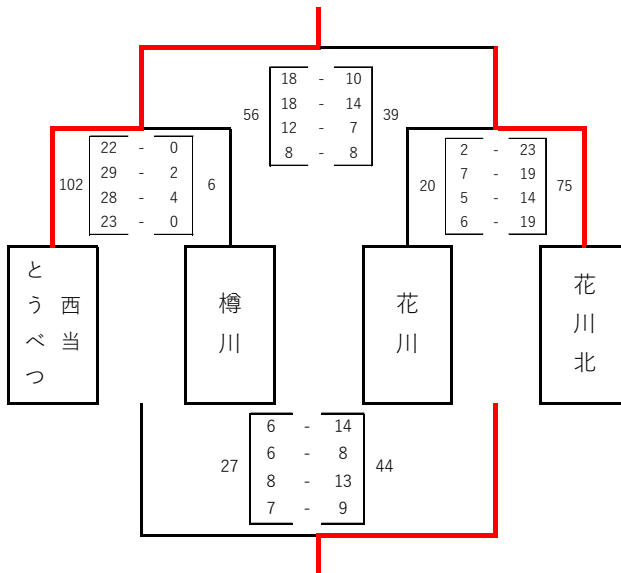 18 - 10
18 - 14
56 12 - 7 39
8 - 8
22 - 0
29 - 2
102 28 - 4 6
23 - 0
2 - 23
7 - 19
20 5 - 14 75
6 - 19
西当
とうべつ
樽川
花川
花川北
6 - 14
6 - 8
27 8 - 13 44
7 - 9